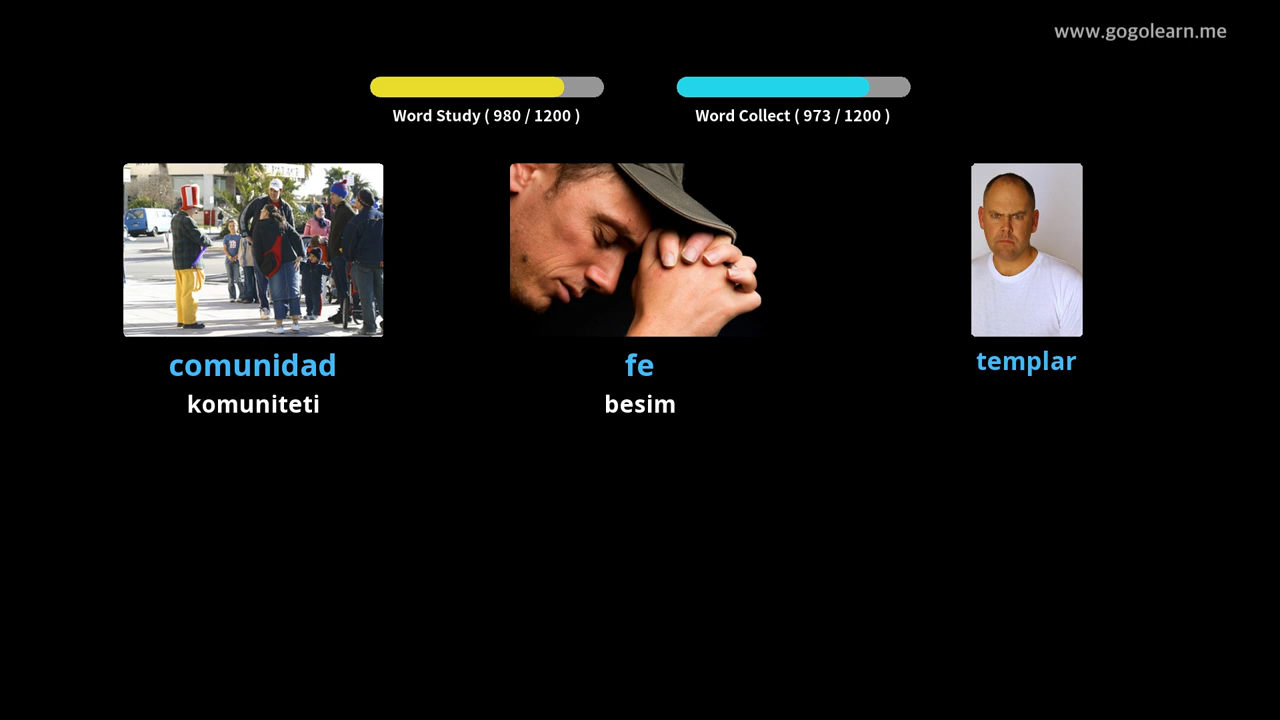 www.gogolearn.me
Word Study ( 980 / 1200 )
Word Collect ( 973 / 1200 )
comunidad
komuniteti
fe
besim
templar